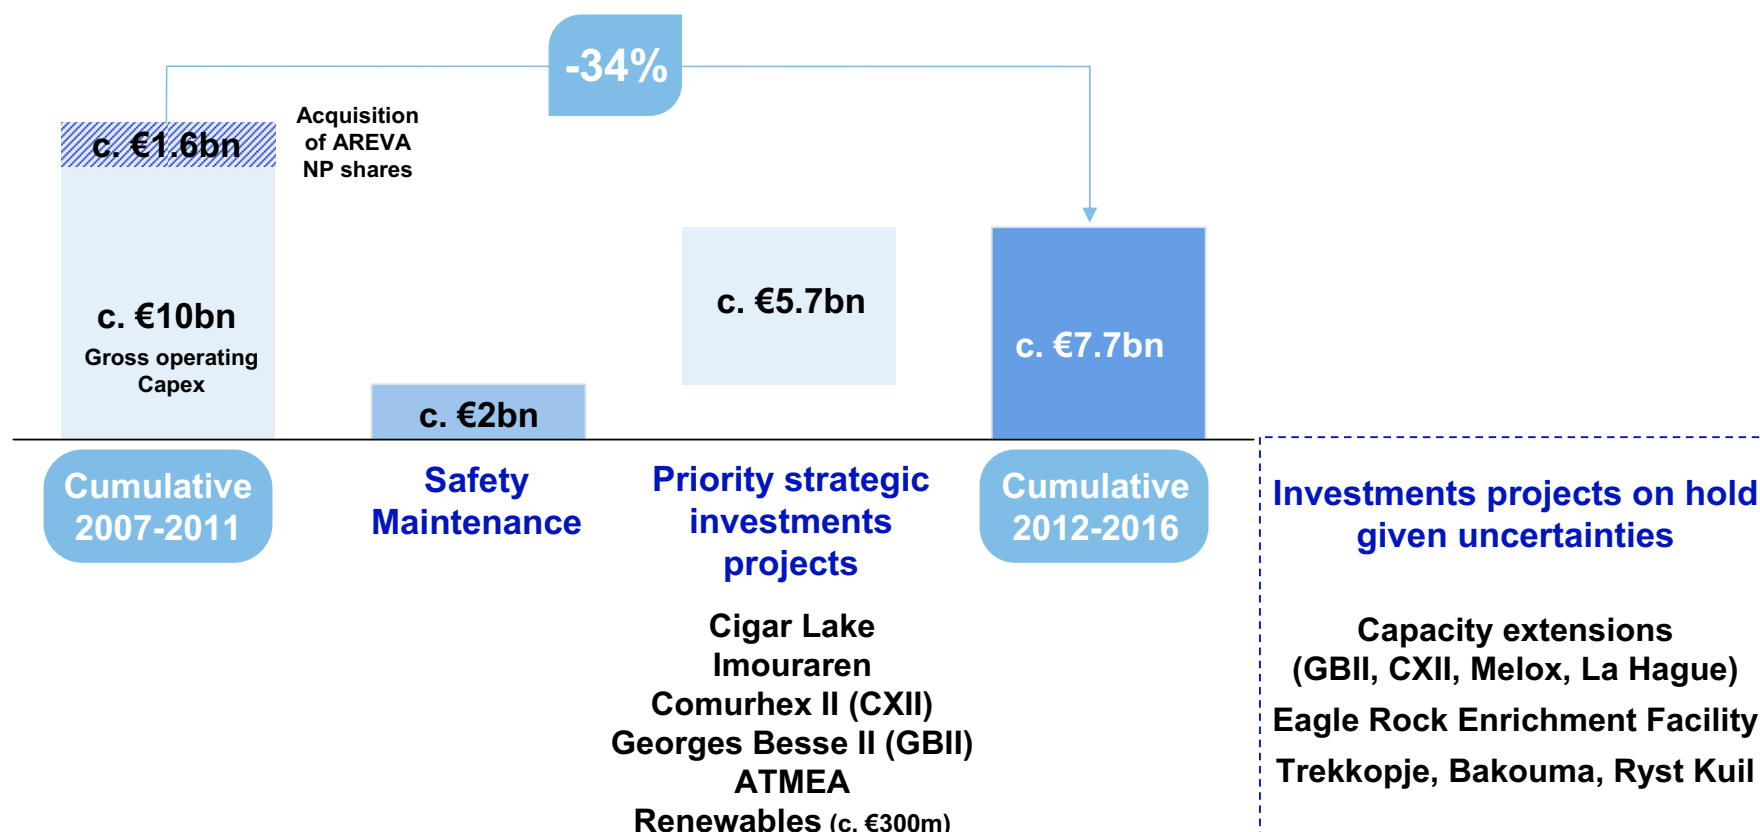 -34%
c. €1.6bn
Acquisition
of AREVA
NP shares
c. €10bn
Gross operating
Capex
c. €2bn
c. €5.7bn
c. €7.7bn
Cumulative
2007-2011
Safety
Maintenance
Priority strategic
investments
projects
Cumulative
2012-2016
Investments projects on hold
given uncertainties
Cigar Lake
Imouraren
Comurhex II (CXII)
Georges Besse II (GBII)
ATMEA
Renewables (c. €300m)
Capacity extensions
(GBII, CXII, Melox, La Hague)
Eagle Rock Enrichment Facility
Trekkopje, Bakouma, Ryst Kuil